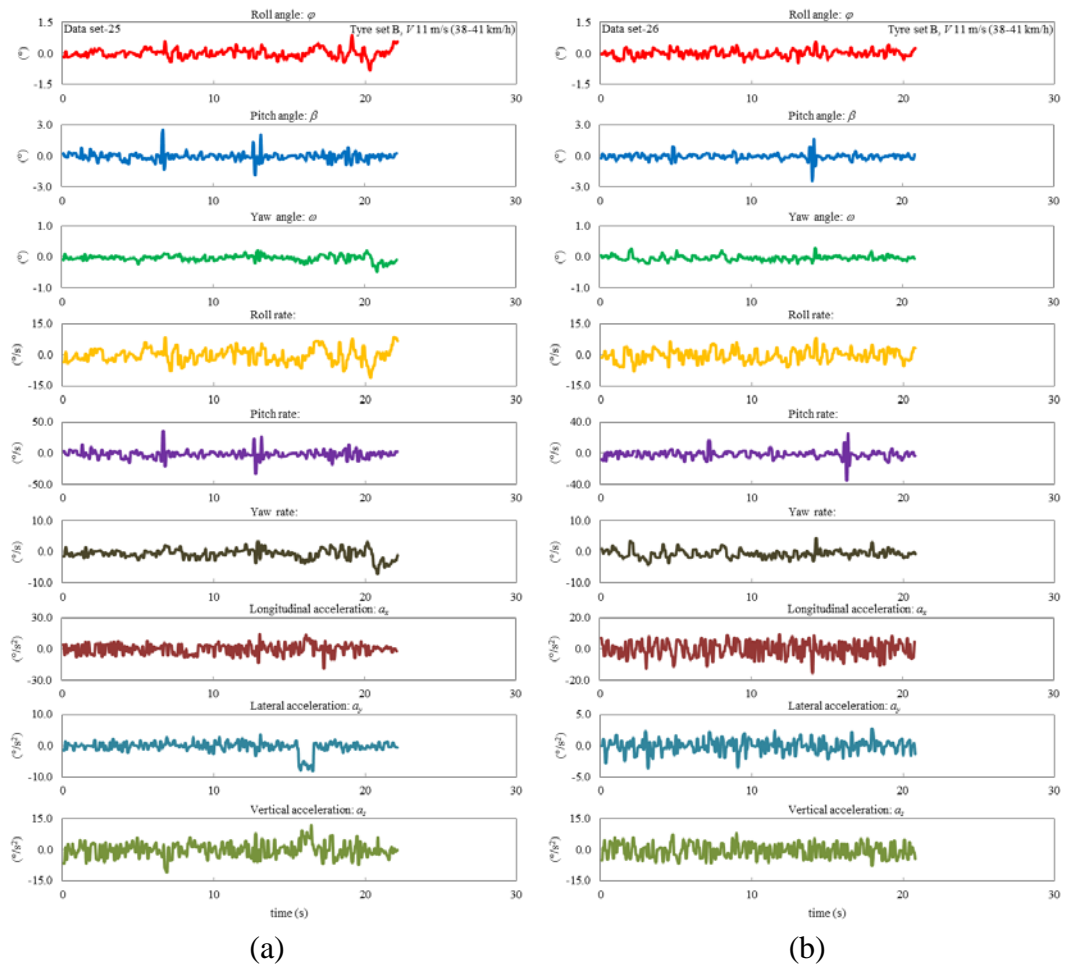 Roll angle: φ
Data set-25 Tyre set B, V 11 m/s (38-41 km/h)
1.5
0.0
-1.5
(°)
0 10 20 30
Pitch angle: β
3.0
0.0
-3.0
(°)
0 10 20 30
Yaw angle: ω
1.0
0.0
-1.0
(°)
0 10 20 30
Roll rate:
15.0
0.0
-15.0
(°/s)
0 10 20 30
Pitch rate:
50.0
0.0
-50.0
(°/s)
0 10 20 30
Yaw rate:
10.0
0.0
-10.0
(°/s)
0 10 20 30
Longitudinal acceleration: ax
30.0
0.0
-30.0
(°/s²)
0 10 20 30
Lateral acceleration: ay
10.0
0.0
-10.0
(°/s²)
0 10 20 30
Vertical acceleration: az
15.0
0.0
-15.0
(°/s²)
0 10 20 30
time (s)
(a)
Roll angle: φ
Data set-26 Tyre set B, V 11 m/s (38-41 km/h)
1.5
0.0
-1.5
(°)
0 10 20 30
Pitch angle: β
3.0
0.0
-3.0
(°)
0 10 20 30
Yaw angle: ω
1.0
0.0
-1.0
(°)
0 10 20 30
Roll rate:
15.0
0.0
-15.0
(°/s)
0 10 20 30
Pitch rate:
40.0
0.0
-40.0
(°/s)
0 10 20 30
Yaw rate:
10.0
0.0
-10.0
(°/s)
0 10 20 30
Longitudinal acceleration: ax
20.0
0.0
-20.0
(°/s²)
0 10 20 30
Lateral acceleration: ay
5.0
0.0
-5.0
(°/s²)
0 10 20 30
Vertical acceleration: az
15.0
0.0
-15.0
(°/s²)
0 10 20 30
time (s)
(b)